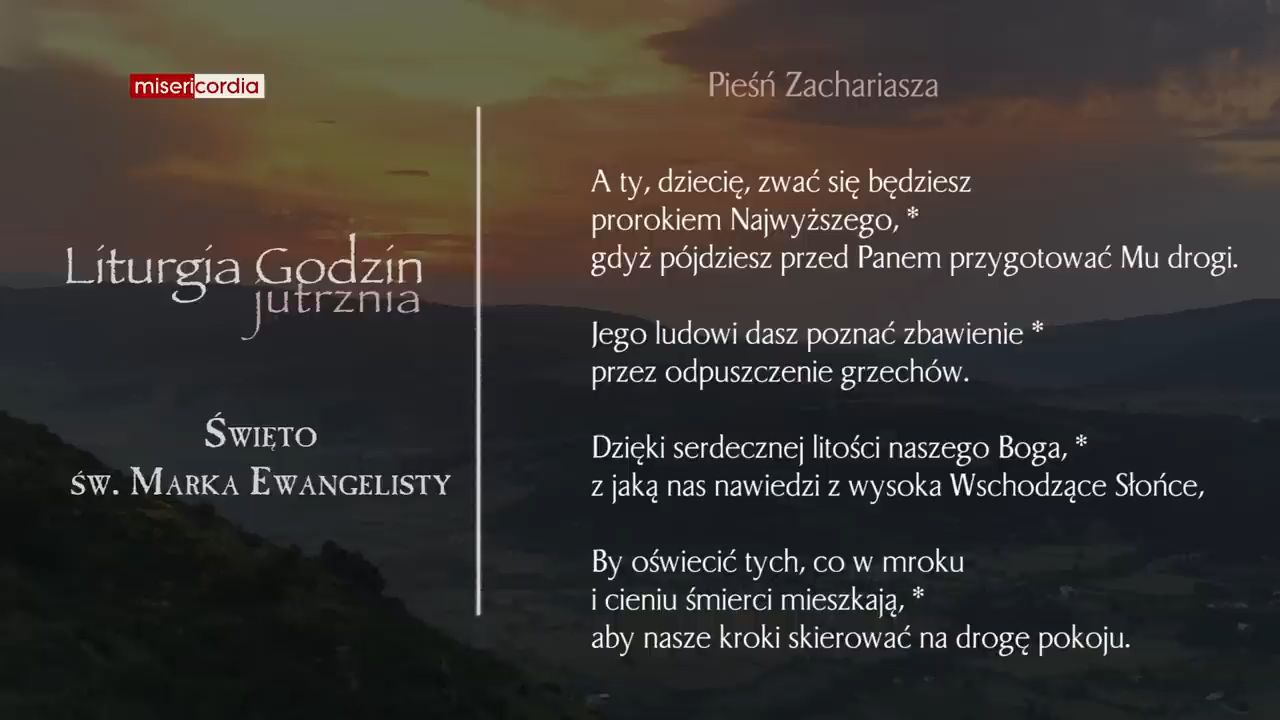 misericordia
Pieśń Zachariasza
Liturgia Godzin
jutrznia
Święto
św. Marka Ewangelisty
A ty, dziecię, zwać się będziesz
prorokiem Najwyższego, *
gdyż pójdziesz przed Panem przygotować Mu drogi.
Jego ludowi dasz poznać zbawienie *
przez odpuszczenie grzechów.
Dzięki serdecznej litości naszego Boga, *
z jaką nas nawiedzi z wysoka Wschodzące Słońce,
By oświecić tych, co w mroku
i cieniu śmierci mieszkają, *
aby nasze kroki skierować na drogę pokoju.